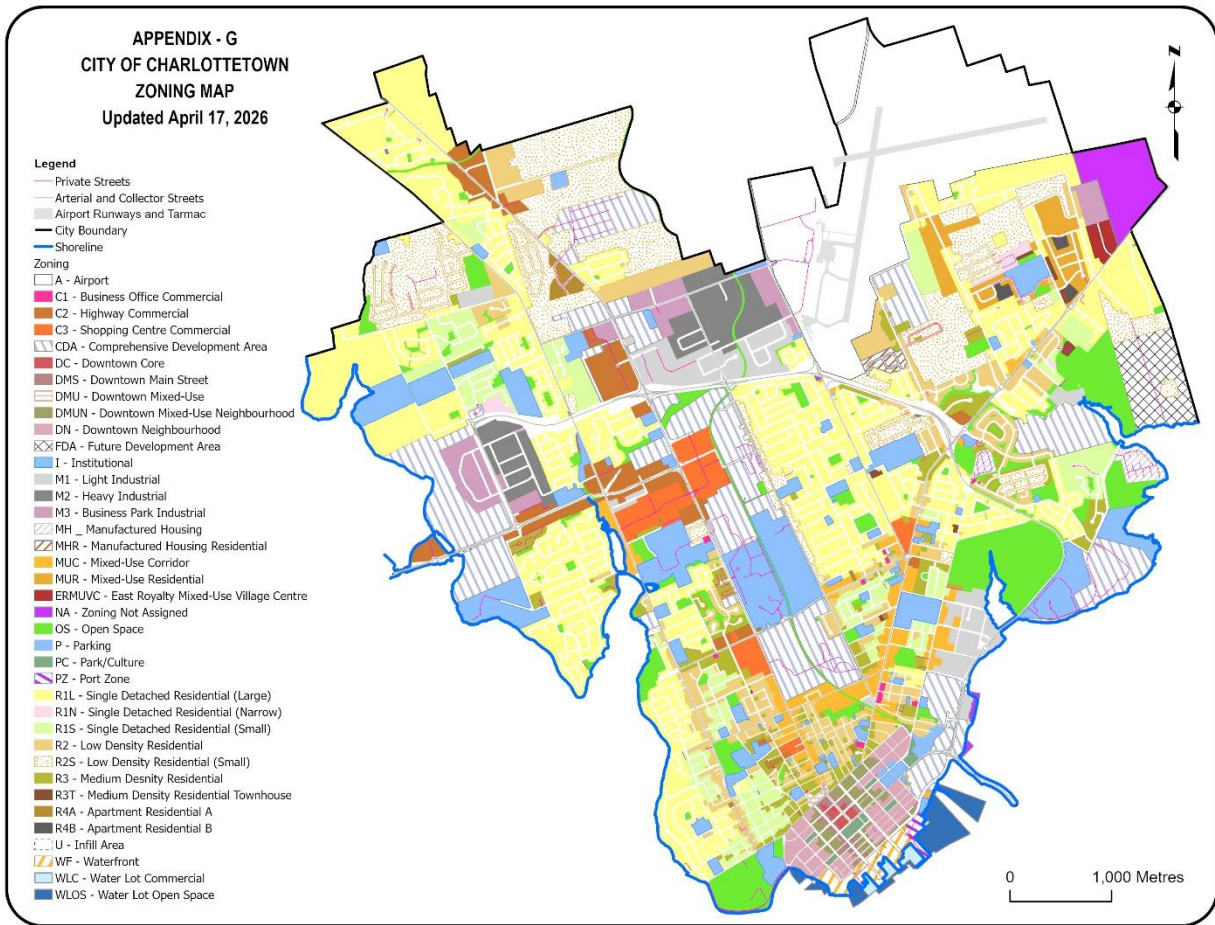 APPENDIX - G
CITY OF CHARLOTTETOWN
ZONING MAP
Updated April 17, 2026
Legend
Private Streets
Arterial and Collector Streets
Airport Runways and Tarmac
City Boundary
Shoreline
Zoning
A - Airport
C1 - Business Office Commercial
C2 - Highway Commercial
C3 - Shopping Centre Commercial
CDA - Comprehensive Development Area
DC - Downtown Core
DMS - Downtown Main Street
DMU - Downtown Mixed-Use
DMUN - Downtown Mixed-Use Neighbourhood
DN - Downtown Neighbourhood
FDA - Future Development Area
I - Institutional
M1 - Light Industrial
M2 - Heavy Industrial
M3 - Business Park Industrial
MH _ Manufactured Housing
MHR - Manufactured Housing Residential
MUC - Mixed-Use Corridor
MUR - Mixed-Use Residential
ERMUVC - East Royalty Mixed-Use Village Centre
NA - Zoning Not Assigned
OS - Open Space
P - Parking
PC - Park/Culture
PZ - Port Zone
R1L - Single Detached Residential (Large)
R1N - Single Detached Residential (Narrow)
R1S - Single Detached Residential (Small)
R2 - Low Density Residential
R2S - Low Density Residential (Small)
R3 - Medium Desnity Residential
R3T - Medium Density Residential Townhouse
R4A - Apartment Residential A
R4B - Apartment Residential B
U - Infill Area
WF - Waterfront
WLC - Water Lot Commercial
WLOS - Water Lot Open Space
N
0 1,000 Metres